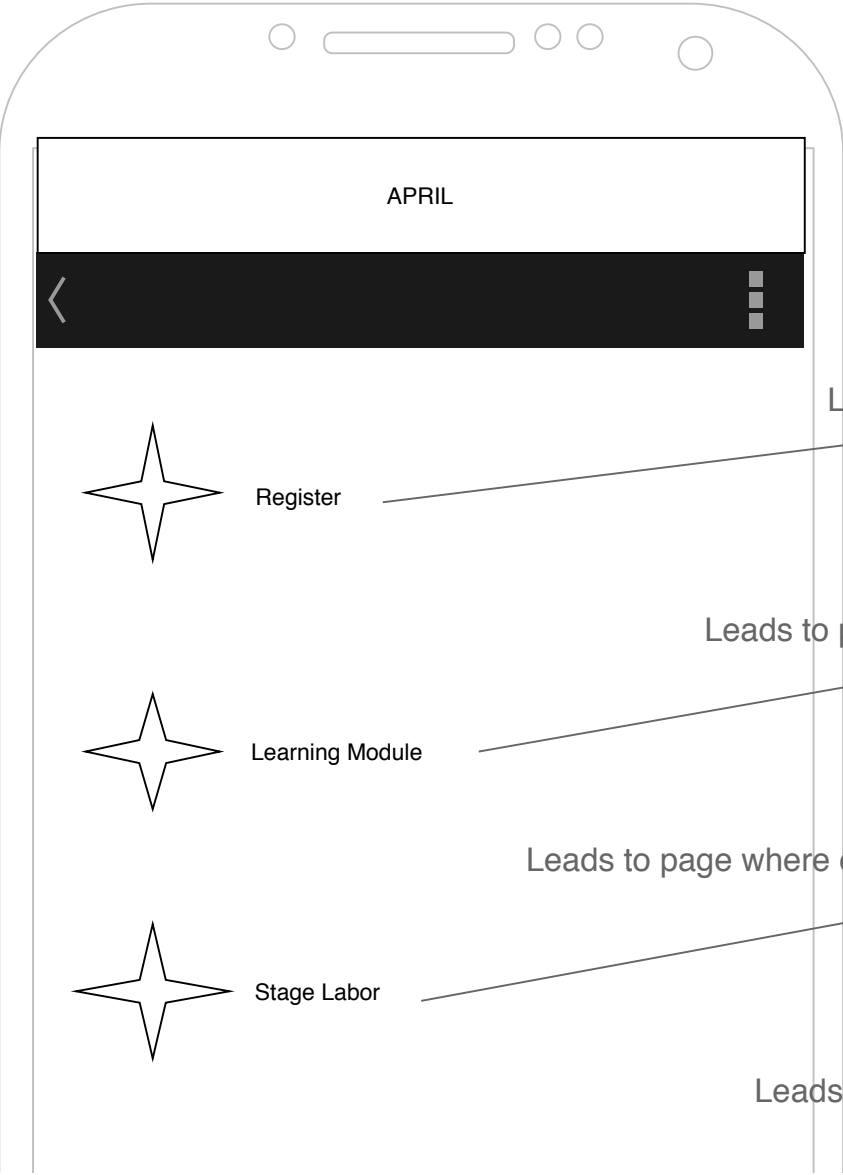 APRIL
L
Register
Leads to
Learning Module
Leads to page where
Stage Labor
Leads